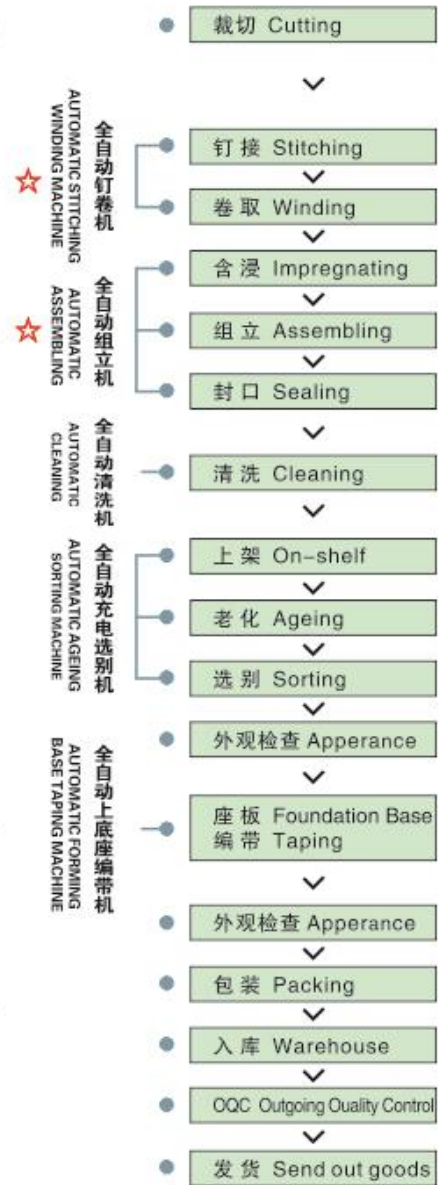 裁切 Cutting
AUTOMATIC STITCHING
WINDING MACHINE
全自动钉卷机
钉接 Stitching
卷取 Winding
AUTOMATIC
ASSEMBLING
全自动组立机
含浸 Impregnating
组立 Assembling
封口 Sealing
AUTOMATIC
CLEANING
全自动清洗机
清洗 Cleaning
AUTOMATIC AGEING
SORTING MACHINE
全自动充电选别机
上架 On-shelf
老化 Ageing
选别 Sorting
外观检查 Apperance
AUTOMATIC FORMING
BASE TAPING MACHINE
全自动上底座编带机
座板 Foundation Base
编带 Taping
外观检查 Apperance
包装 Packing
入库 Warehouse
OQC Outgoing Ouality Control
发货 Send out goods